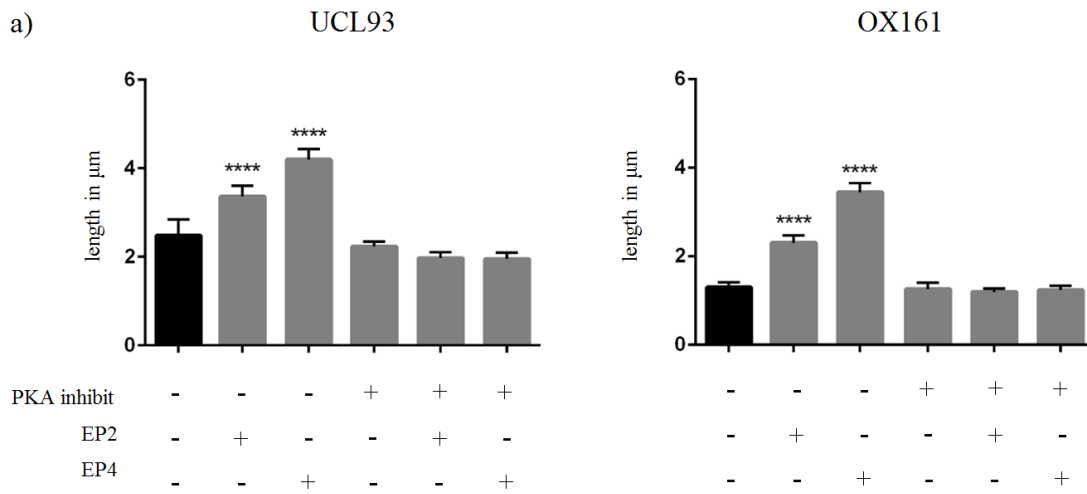 a)
UCL93
OX161
length in μm
6
4
2
0
****
****
length in μm
6
4
2
0
****
****
PKA inhibit - - - + + +
EP2 - + - - + -
EP4 - - + - - +
- - - + + +
- + - - + -
- - + - - +